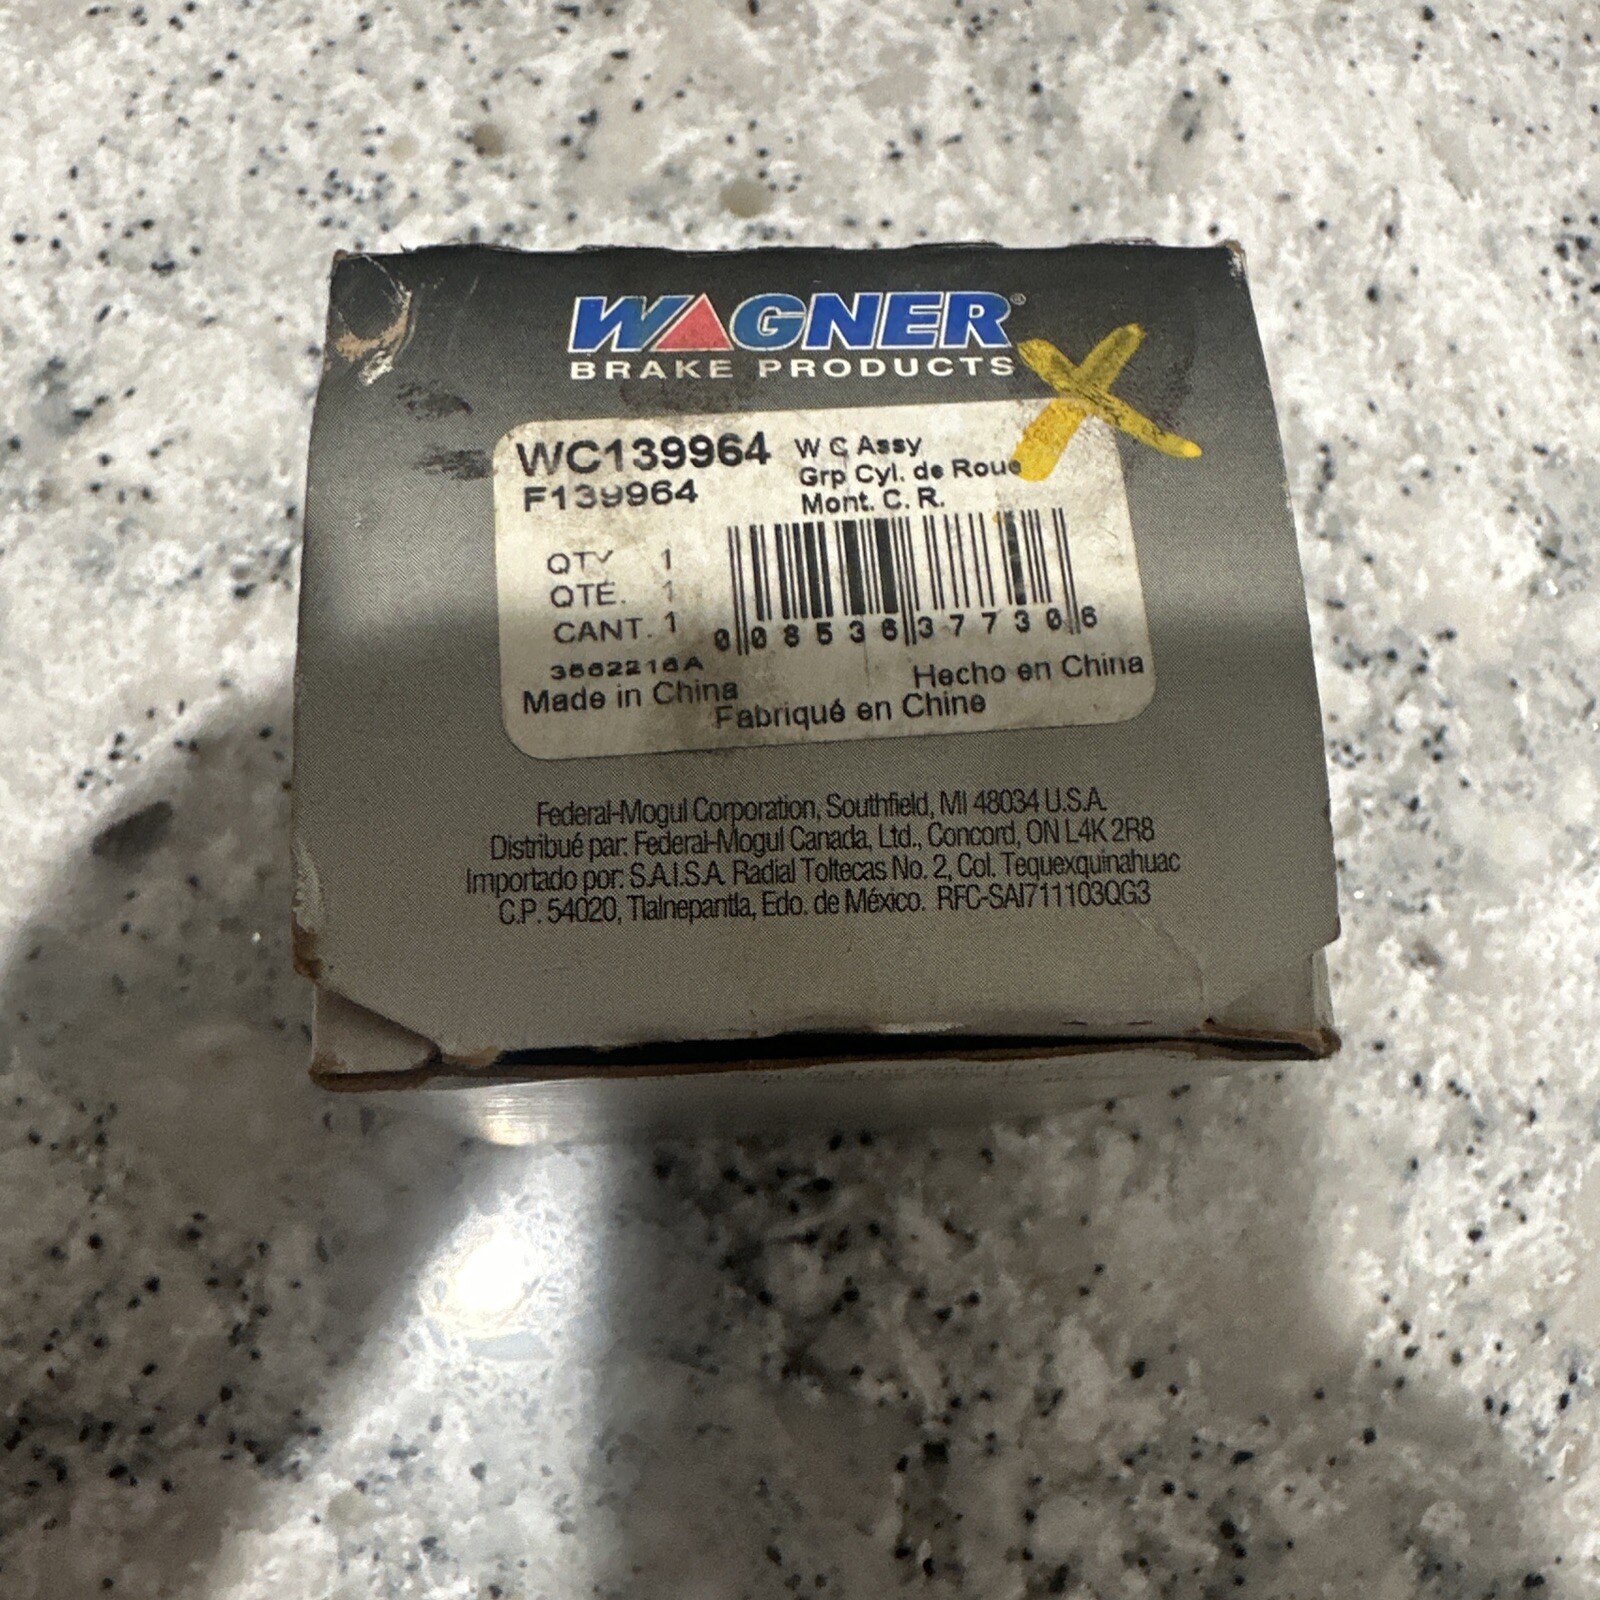 WAGNER®
BRAKE PRODUCTS
WC139964 W C Assy
F139964 Grp Cyl. de Roue
Mont. C. R.
QTY 1
QTÉ. 1
CANT. 1
0 08536 37730 6
3562216A
Hecho en China
Made in China
Fabriqué en Chine
Federal-Mogul Corporation, Southfield, MI 48034 U.S.A.
Distribué par: Federal-Mogul Canada, Ltd., Concord, ON L4K 2R8
Importado por: S.A.I.S.A. Radial Toltecas No. 2, Col. Tequexquinahuac
C.P. 54020, Tlalnepantla, Edo. de México. RFC-SAI711103QG3